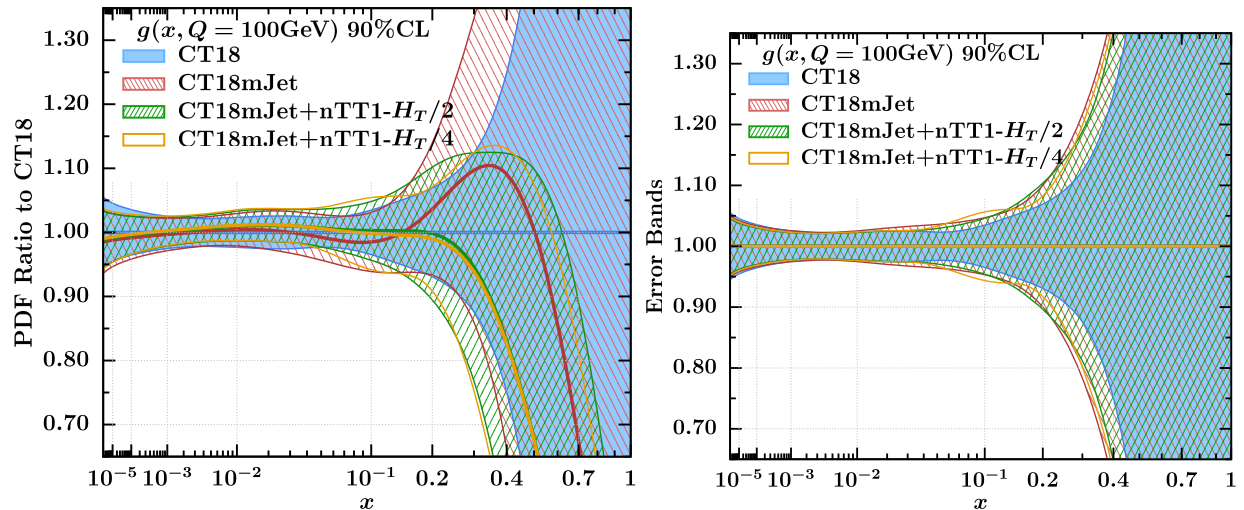 g(x, Q = 100GeV) 90%CL
CT18
CT18mJet
CT18mJet+nTT1-H_T/2
CT18mJet+nTT1-H_T/4
PDF Ratio to CT18
1.30
1.20
1.10
1.00
0.90
0.80
0.70
10^{-5} 10^{-3} 10^{-2} 10^{-1} 0.2 0.4 0.7 1
x
g(x, Q = 100GeV) 90%CL
CT18
CT18mJet
CT18mJet+nTT1-H_T/2
CT18mJet+nTT1-H_T/4
Error Bands
1.30
1.20
1.10
1.00
0.90
0.80
0.70
10^{-5} 10^{-3} 10^{-2} 10^{-1} 0.2 0.4 0.7 1
x